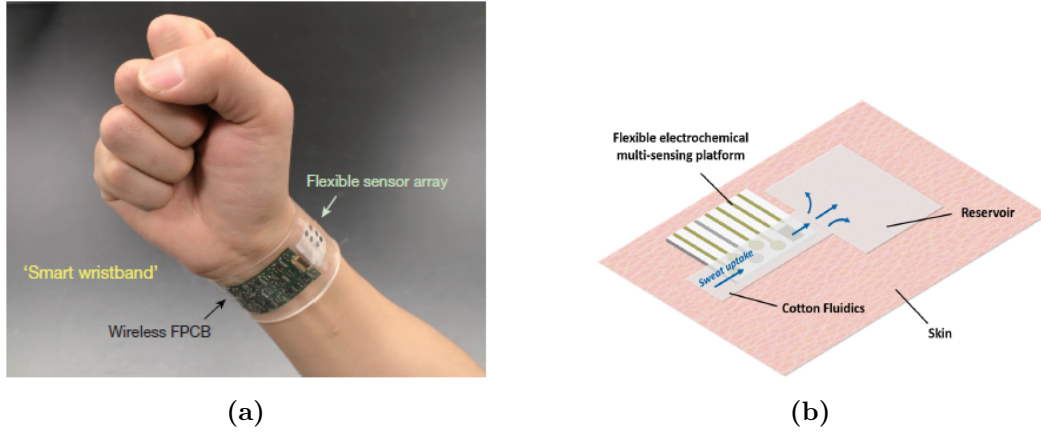 Flexible sensor array
'Smart wristband'
Wireless FPCB
(a)
Flexible electrochemical
multi-sensing platform
Reservoir
Sweat uptake
Cotton Fluidics
Skin
(b)